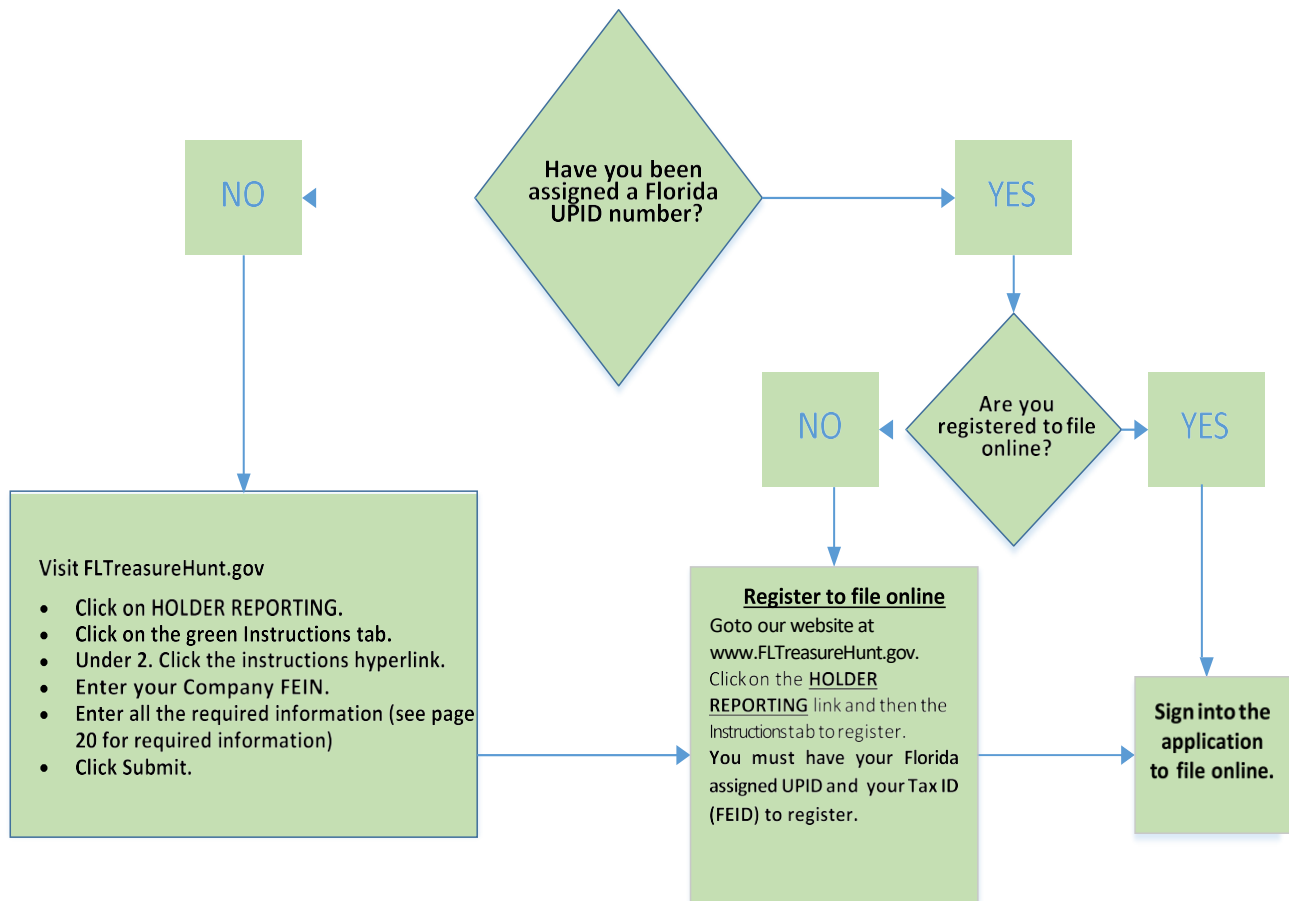 Have you been
assigned a Florida
UPID number?
NO
YES
Are you
registered to file
online?
NO
YES
Visit FLTreasureHunt.gov
• Click on HOLDER REPORTING.
• Click on the green Instructions tab.
• Under 2. Click the instructions hyperlink.
• Enter your Company FEIN.
• Enter all the required information (see page
20 for required information)
• Click Submit.
Register to file online
Goto our website at
www.FLTreasureHunt.gov.
Click on the HOLDER
REPORTING link and then the
Instructions tab to register.
You must have your Florida
assigned UPID and your Tax ID
(FEID) to register.
Sign into the
application
to file online.